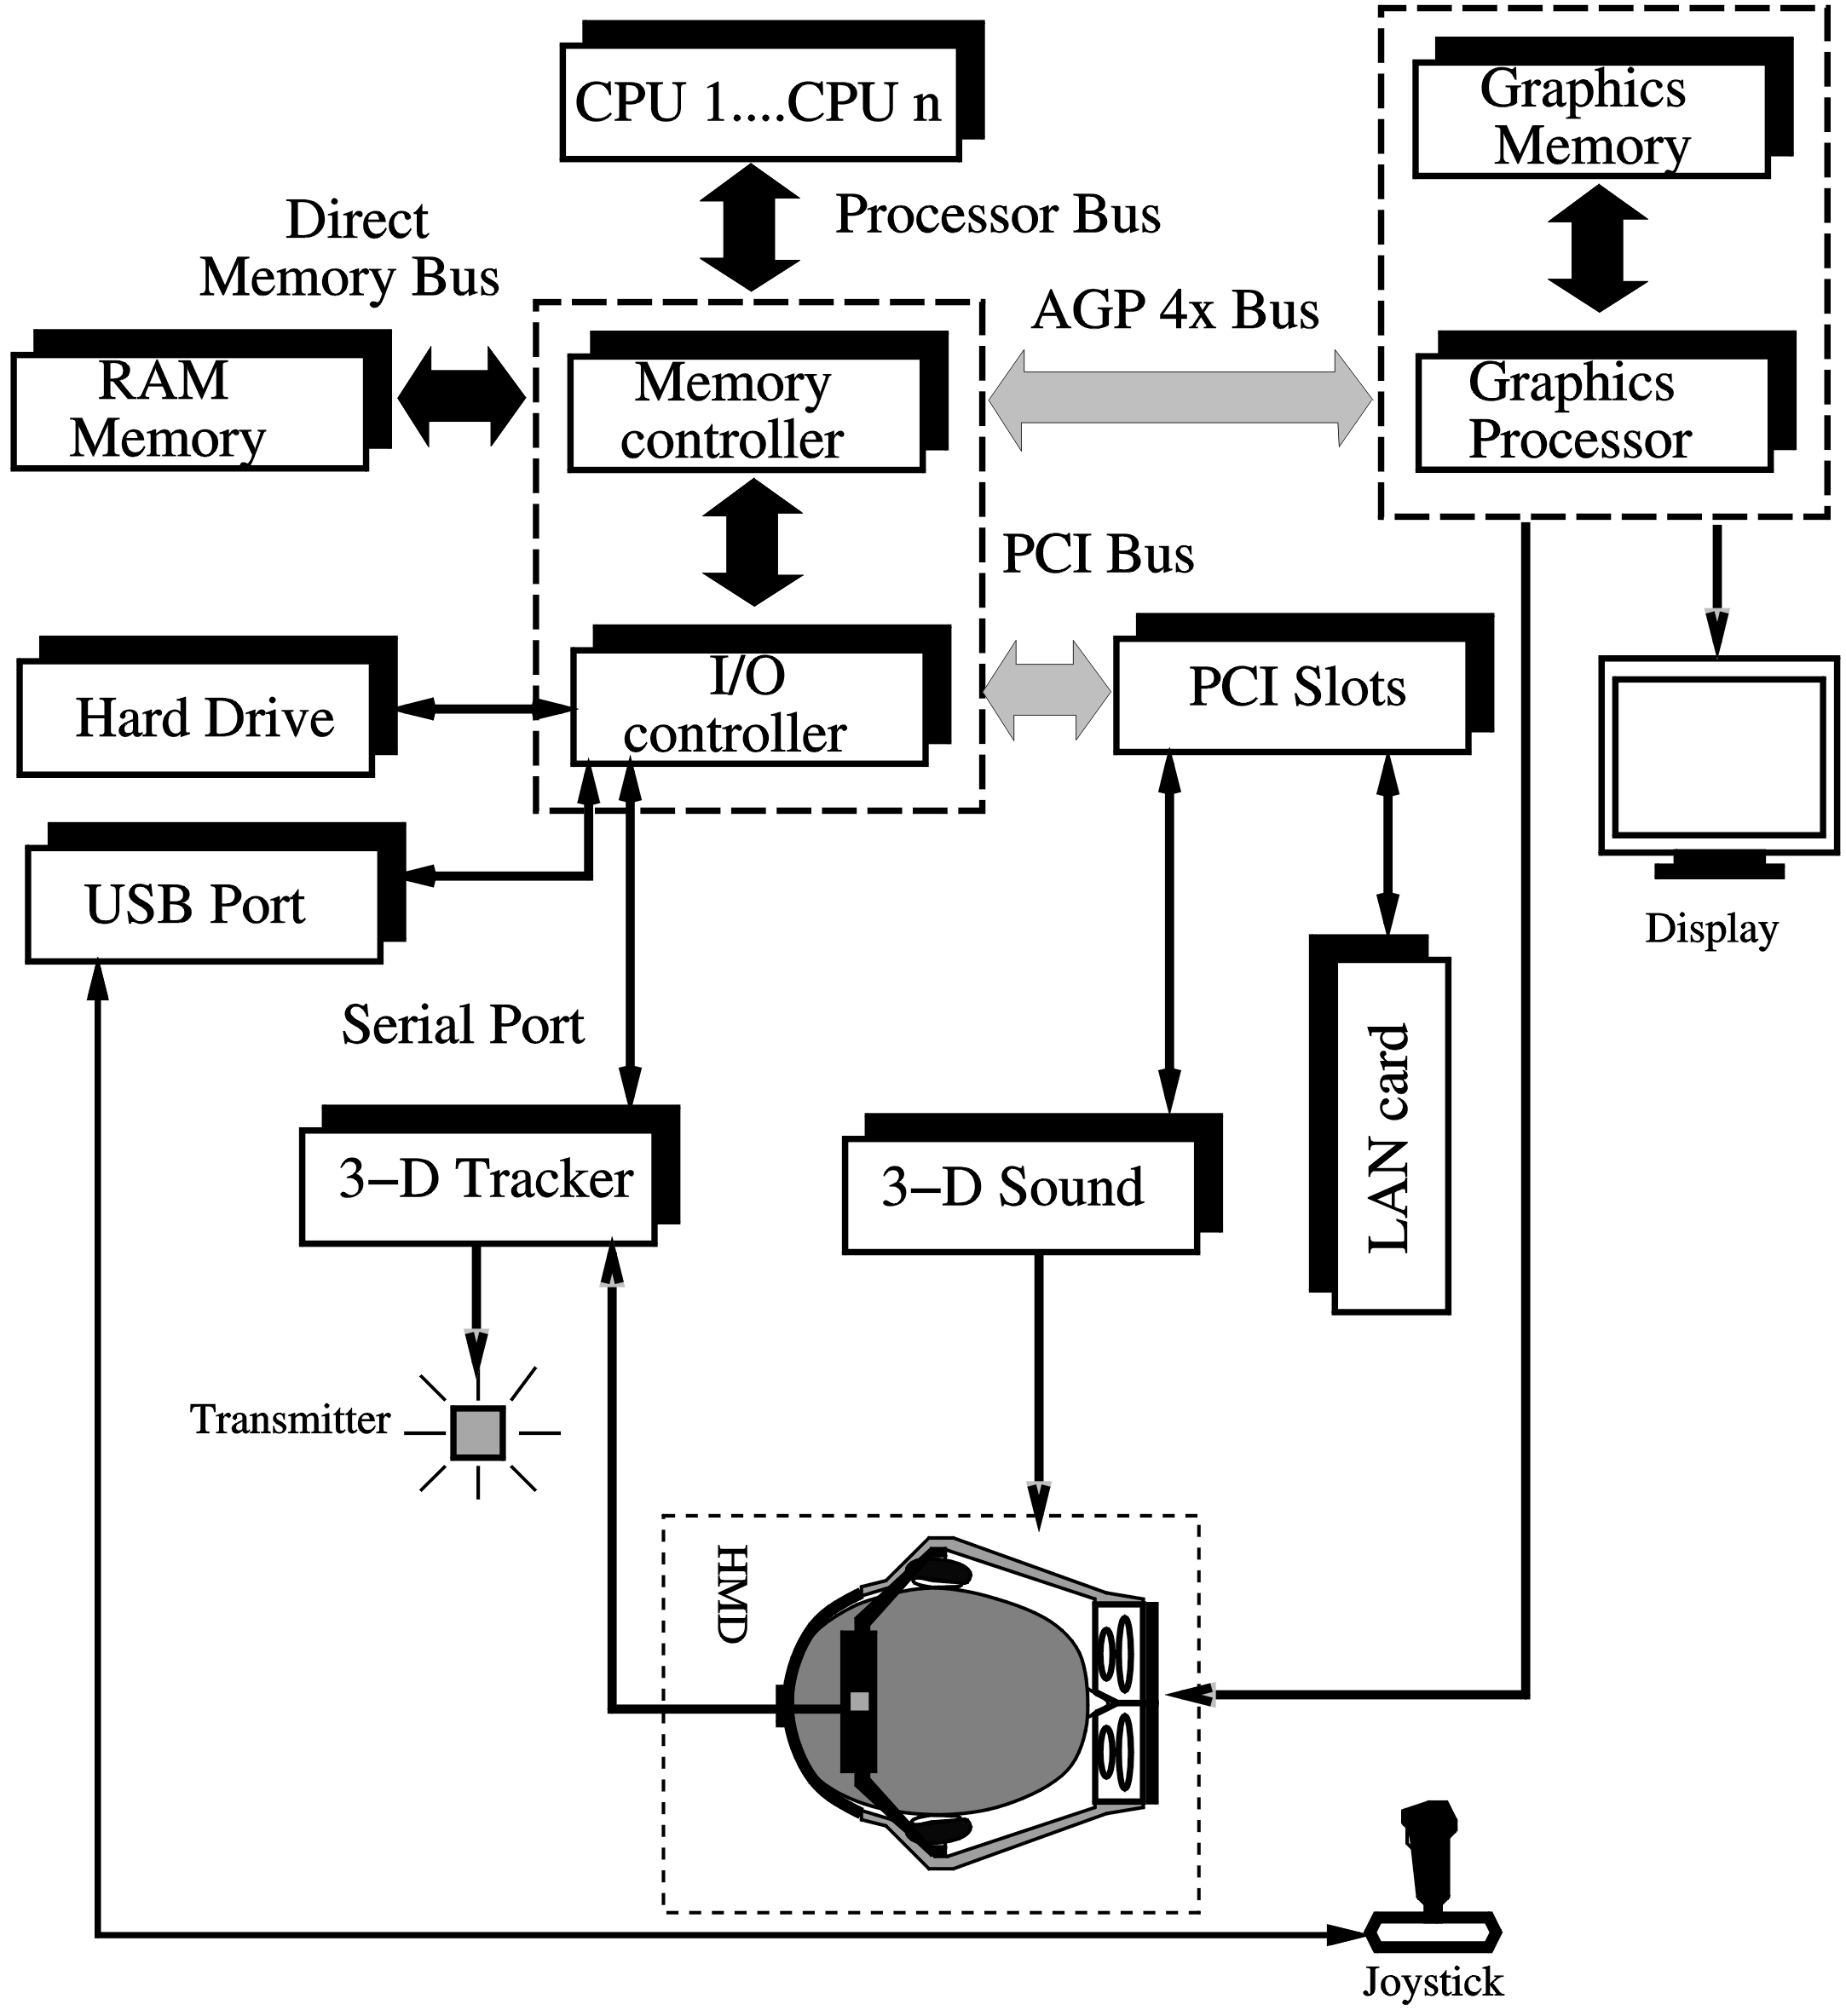 CPU 1....CPU n
Graphics
Memory
Processor Bus
Direct
Memory Bus
AGP 4x Bus
RAM
Memory
Memory
controller
Graphics
Processor
PCI Bus
Hard Drive
I/O
controller
PCI Slots
USB Port
Display
Serial Port
LAN card
3–D Tracker
3–D Sound
Transmitter
HMD
Joystick